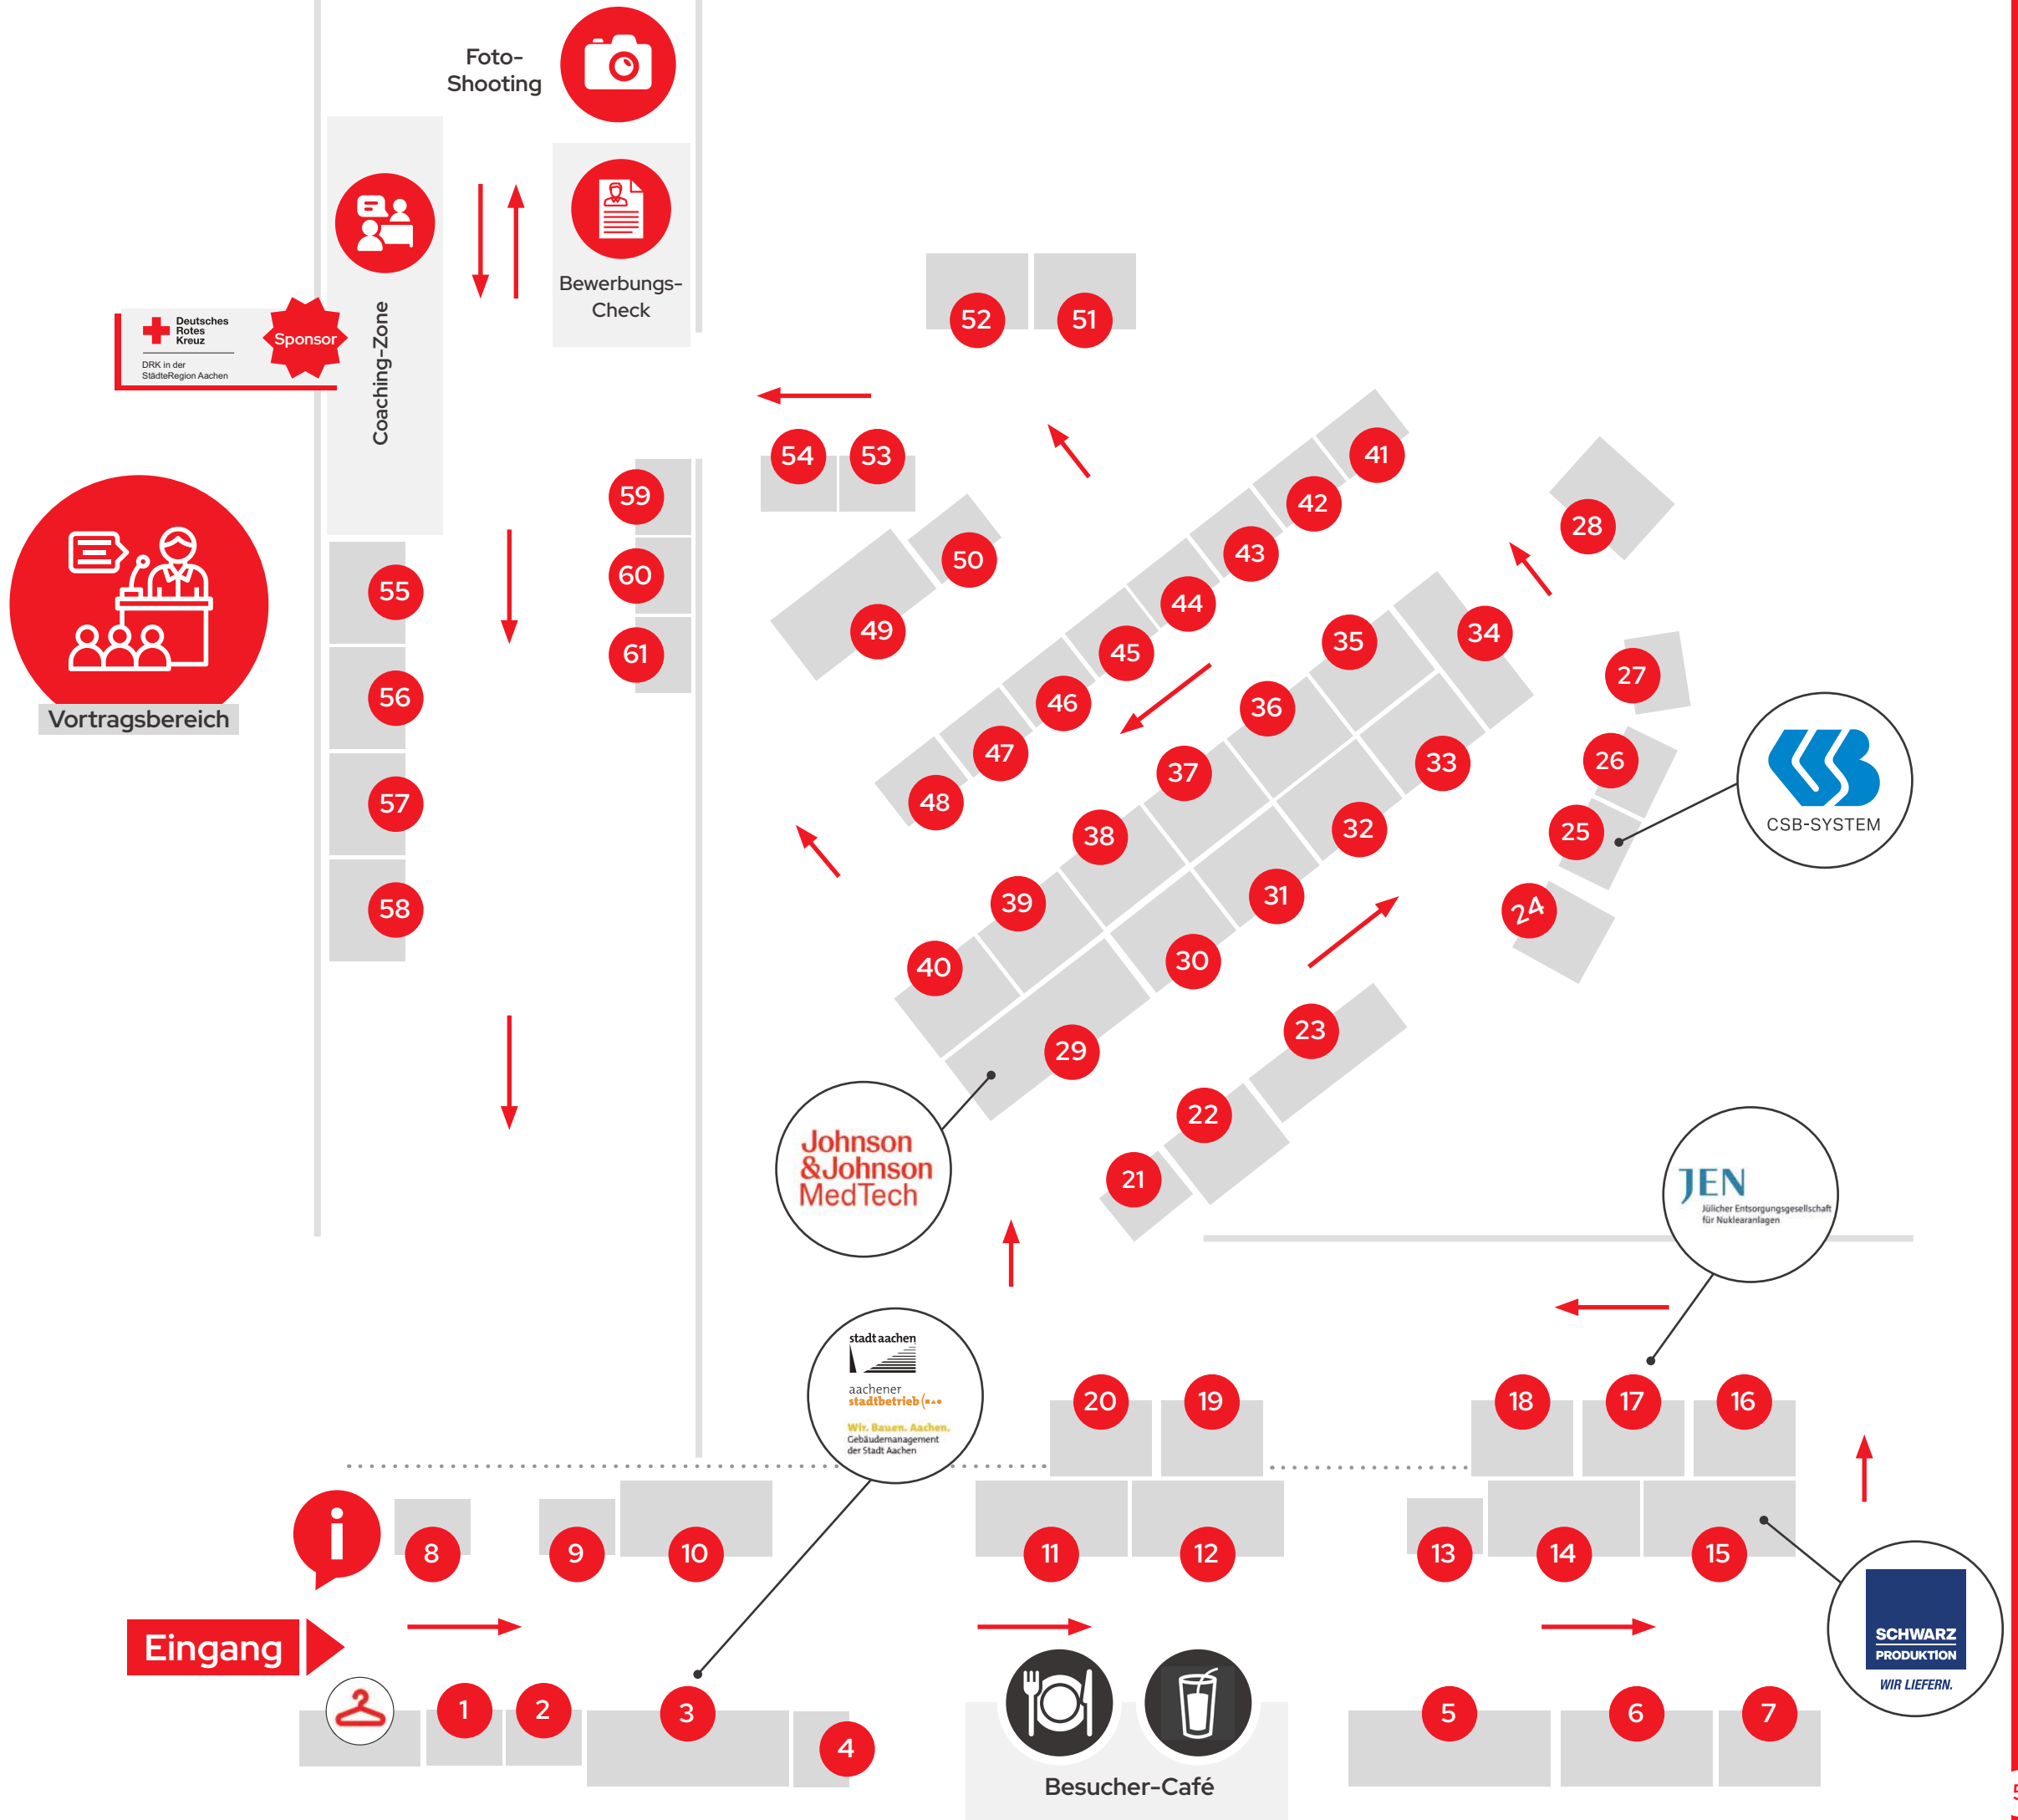 Foto-
Shooting
Bewerbungs-
Check
Deutsches
Rotes
Kreuz
DRK in der
StädteRegion Aachen
Sponsor
Coaching-Zone
Vortragsbereich
52
51
54
53
59
60
61
55
56
57
58
50
49
41
42
43
44
45
46
47
48
28
27
26
25
24
CSB-SYSTEM
34
35
36
37
38
39
40
33
32
31
30
29
23
22
21
Johnson
&Johnson
MedTech
JEN
Jülicher Entsorgungsgesellschaft
für Nuklearanlagen
stadt aachen
aachener
stadtbetrieb
Wir. Bauen. Aachen.
Gebäudemanagement
der Stadt Aachen
20
19
18
17
16
i
8
9
10
11
12
13
14
15
Eingang
SCHWARZ
PRODUKTION
WIR LIEFERN.
1
2
3
4
5
6
7
Besucher-Café